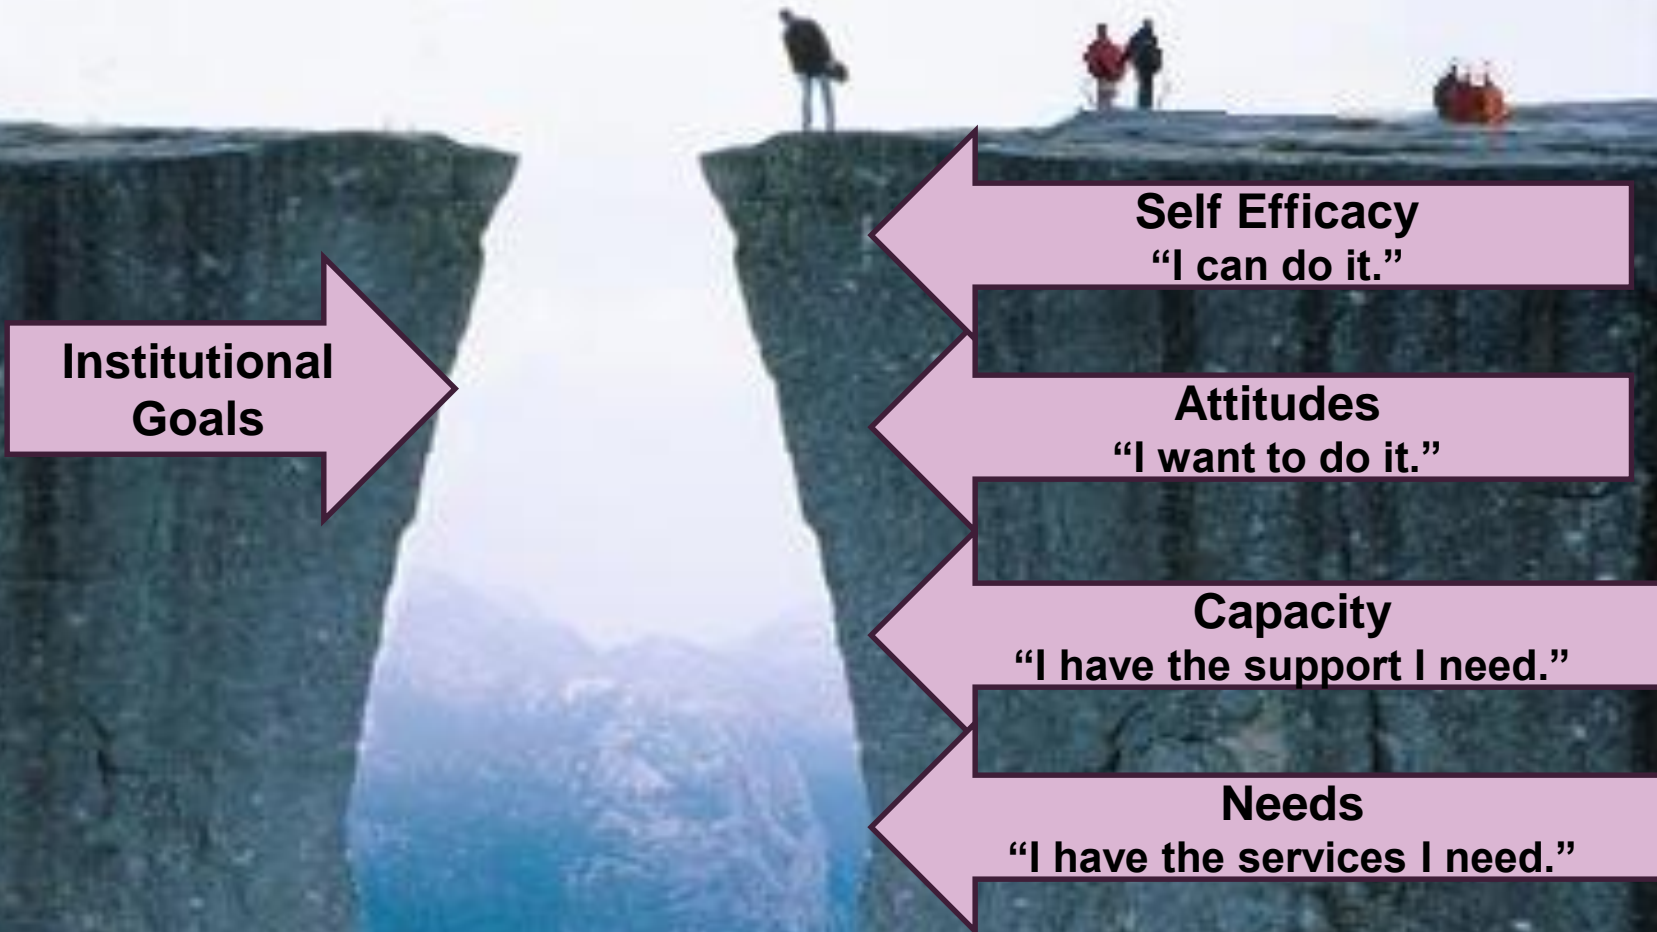 Institutional
Goals
Self Efficacy
“I can do it.”
Attitudes
“I want to do it.”
Capacity
“I have the support I need.”
Needs
“I have the services I need.”